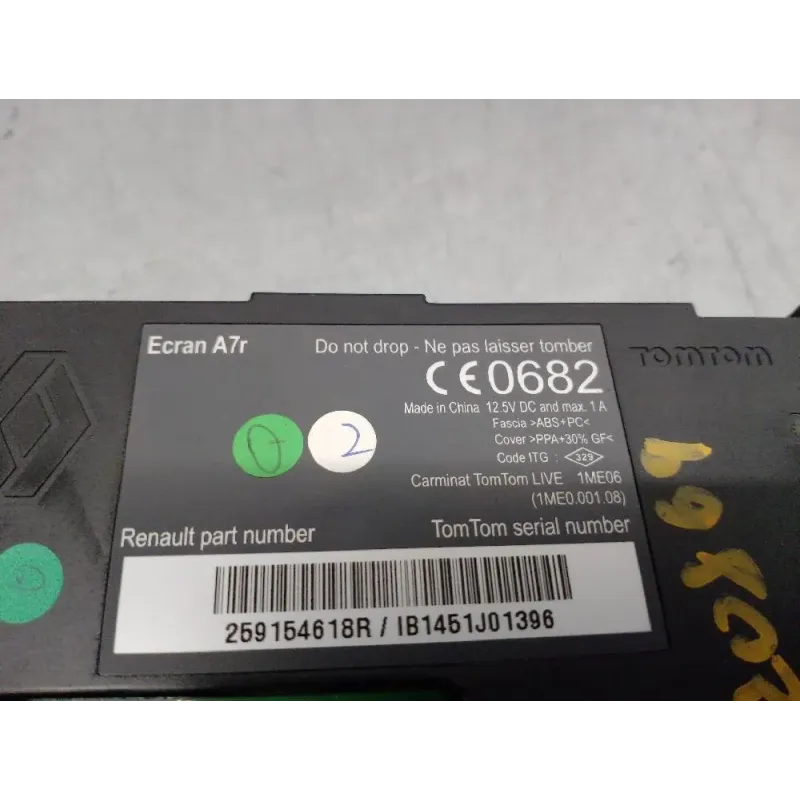 Ecran A7r
Do not drop - Ne pas laisser tomber
CE0682
Made in China 12.5V DC and max. 1 A
Fascia >ABS+PC<
Cover >PPA+30% GF<
Code ITG : 329
Carminat TomTom LIVE 1ME06
(1ME0.001.08)
Renault part number
TomTom serial number
259154618R / IB1451J01396
TOMTOM
0
2